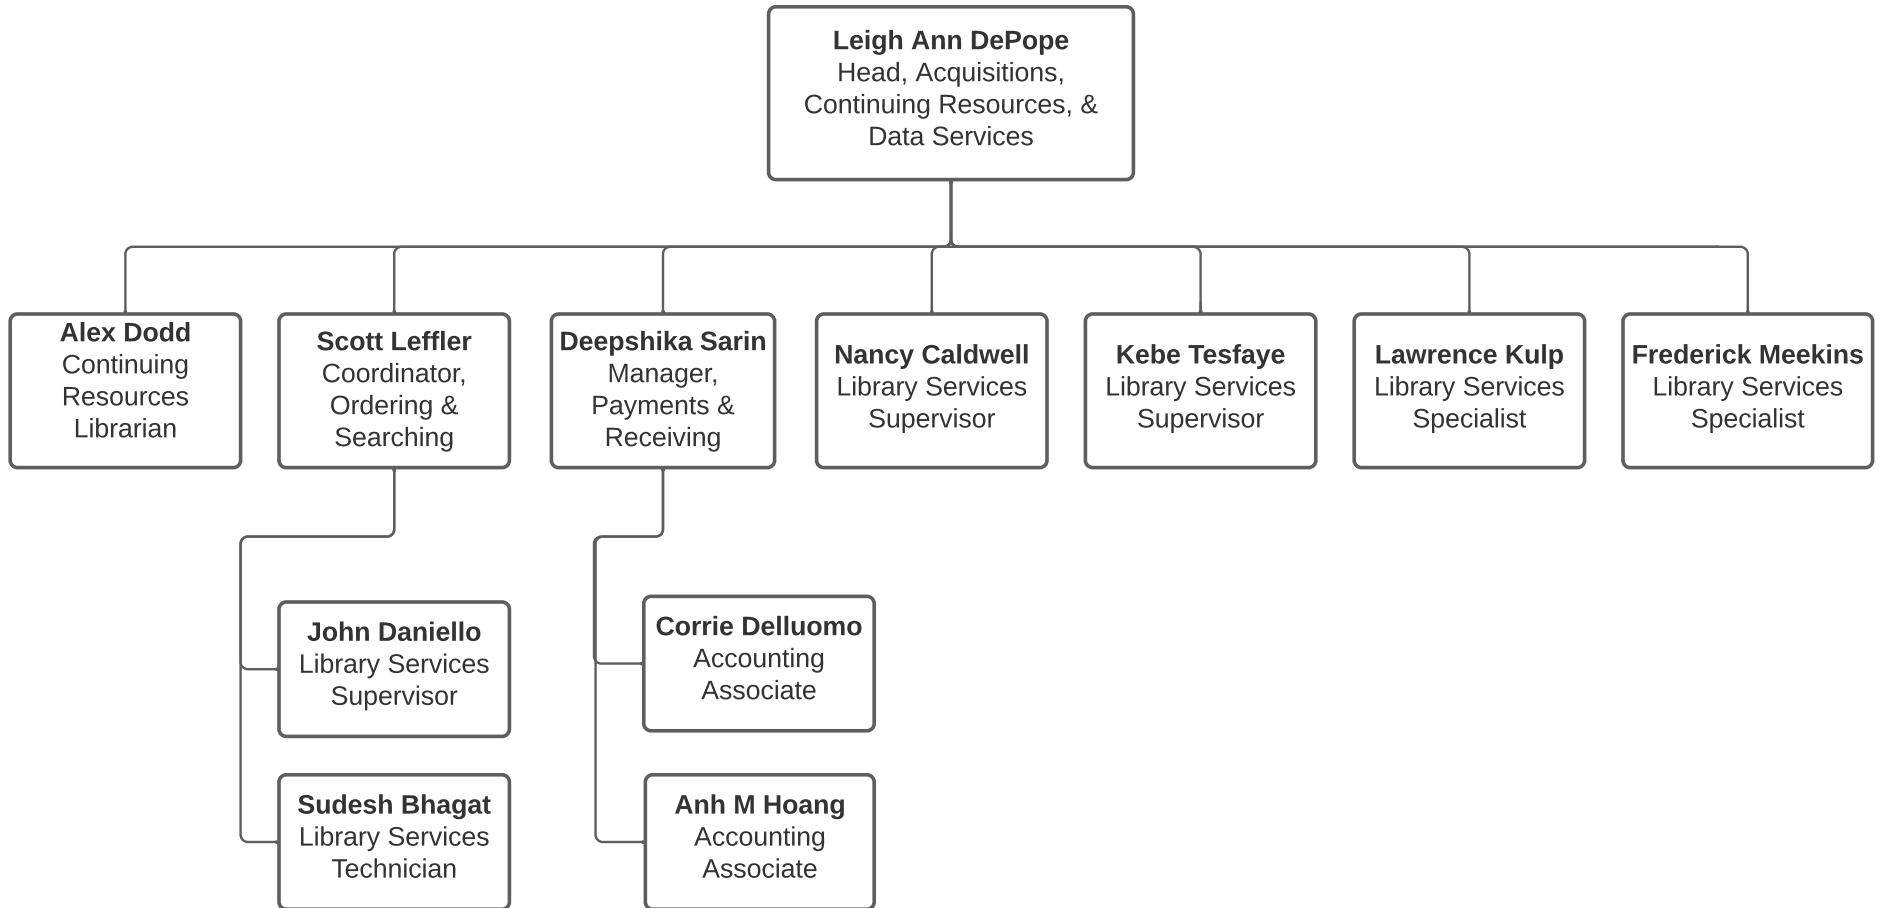 Leigh Ann DePope
Head, Acquisitions,
Continuing Resources, &
Data Services
Alex Dodd
Continuing
Resources
Librarian
Scott Leffler
Coordinator,
Ordering &
Searching
Deepshika Sarin
Manager,
Payments &
Receiving
Nancy Caldwell
Library Services
Supervisor
Kebe Tesfaye
Library Services
Supervisor
Lawrence Kulp
Library Services
Specialist
Frederick Meekins
Library Services
Specialist
John Daniello
Library Services
Supervisor
Corrie Delluomo
Accounting
Associate
Sudesh Bhagat
Library Services
Technician
Anh M Hoang
Accounting
Associate